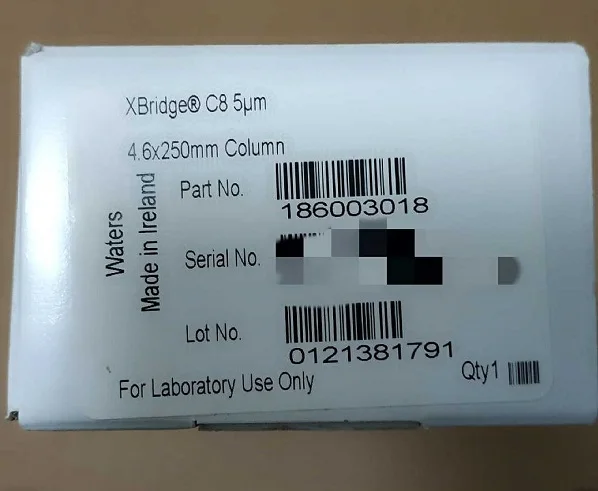 XBridge® C8 5µm
4.6x250mm Column
Waters
Made in Ireland
Part No.
186003018
Serial No.
Lot No.
0121381791
Qty1
For Laboratory Use Only